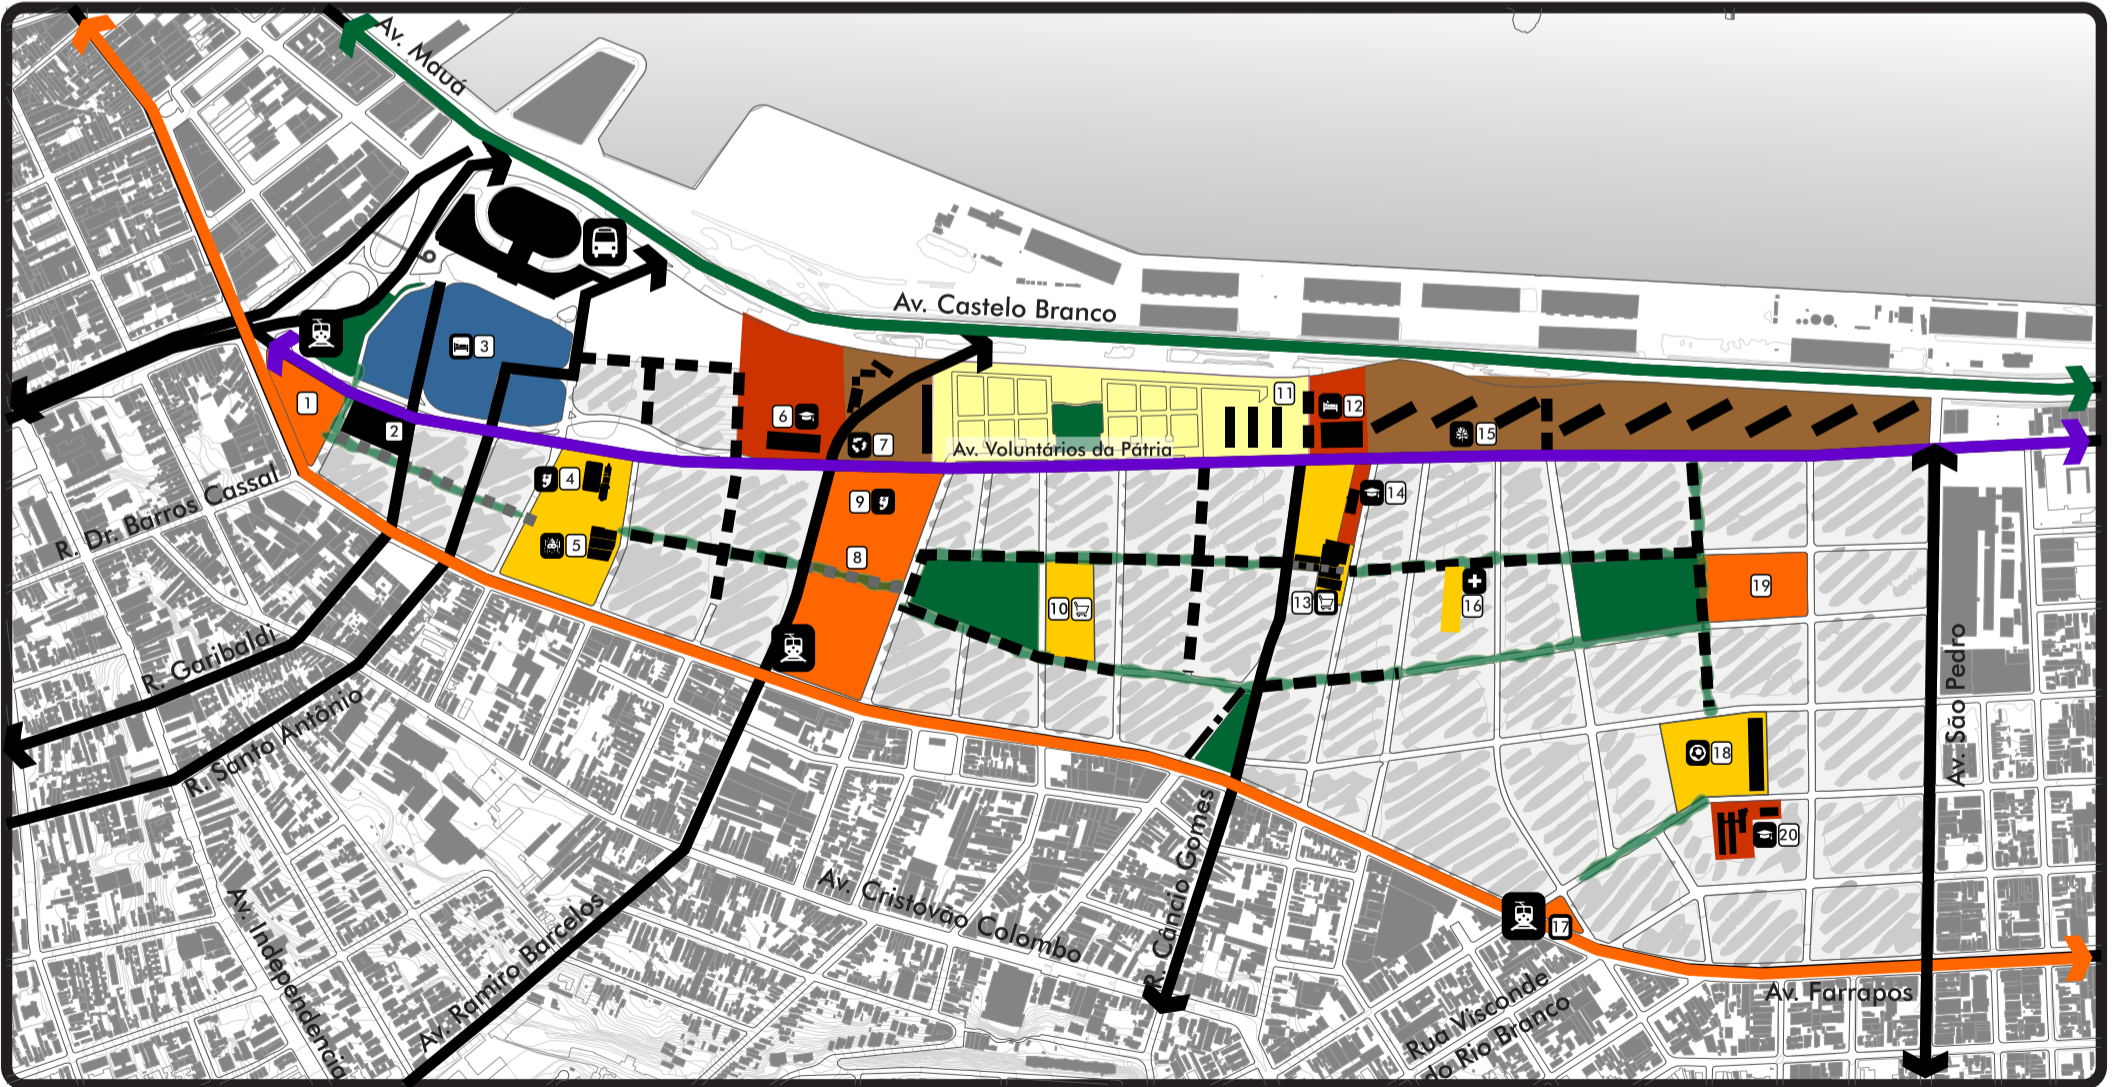 Av. Mauá
Av. Castelo Branco
3
1
2
6
7
11
12
15
Av. Voluntários da Pátria
4
5
9
8
14
10
13
16
19
R. Dr. Barros Cassal
R. Garibaldi
R. Santo Antônio
Av. São Pedro
18
20
17
Av. Independencia
Av. Ramiro Barcelos
Av. Cristóvão Colombo
R. Câncio Gomes
Rua Visconde
do Rio Branco
Av. Farrapos